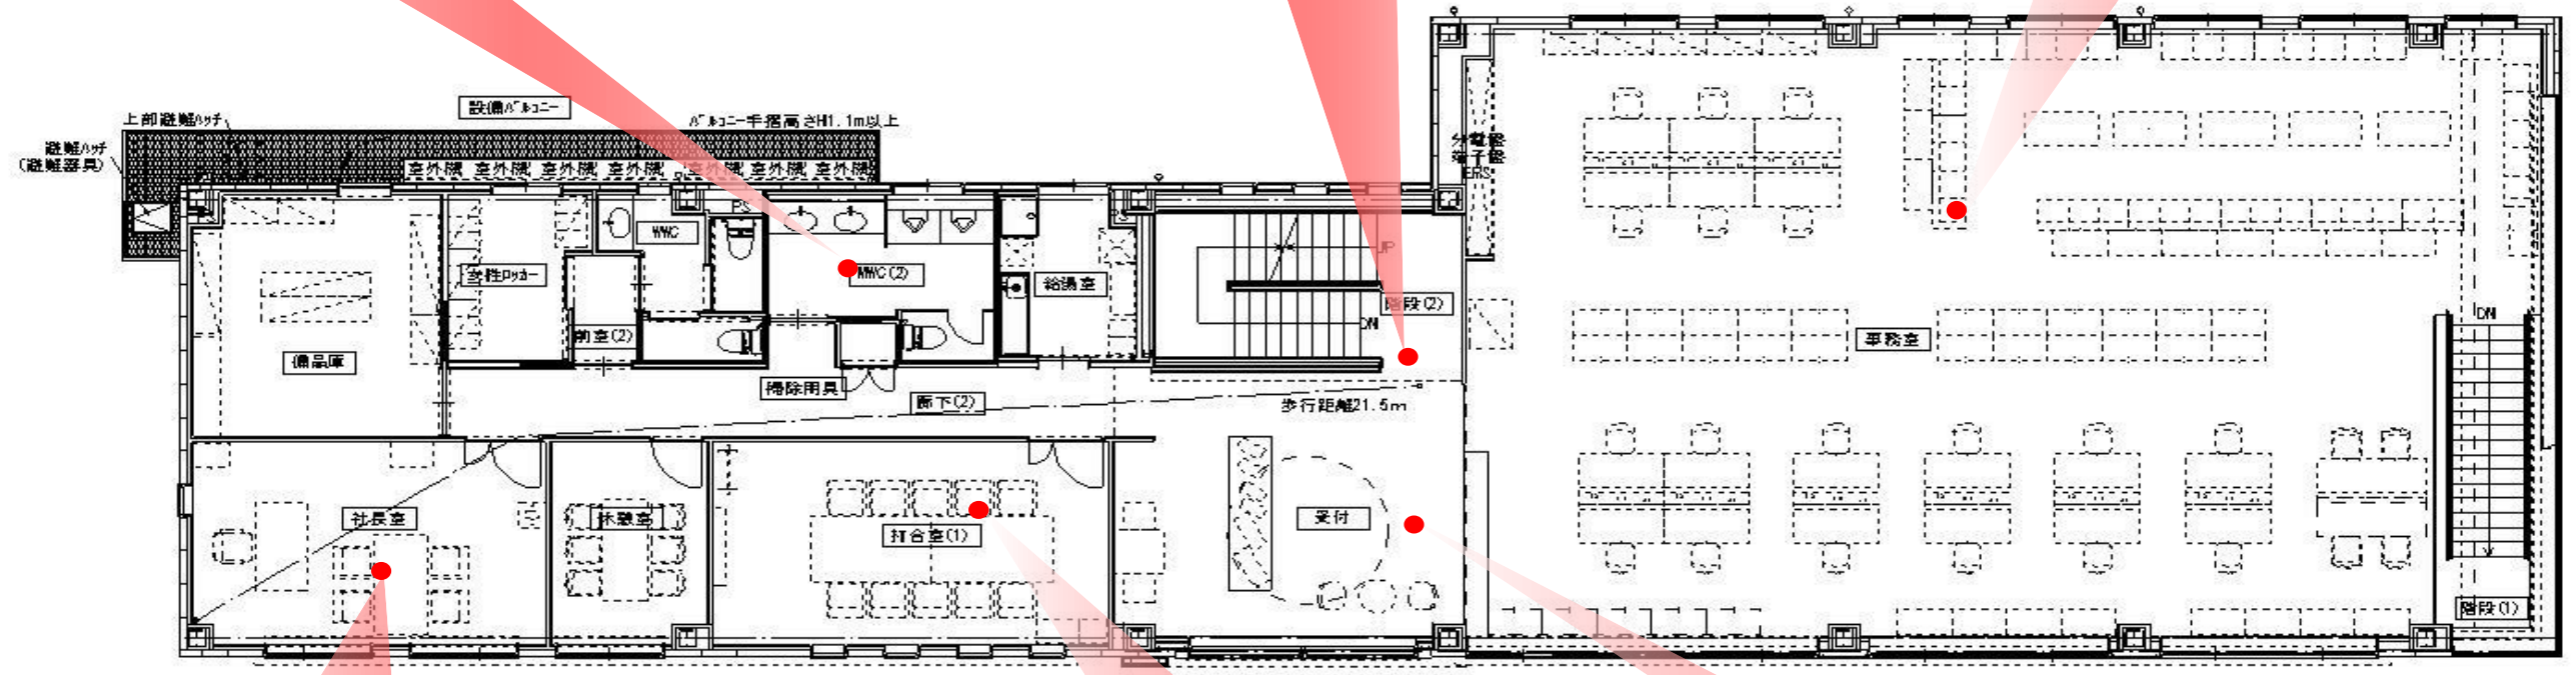 設備ﾊﾞﾙｺﾆｰ
上部避難ﾊｯﾁ
ﾊﾞﾙｺﾆｰ手摺高さH1.1m以上
避難ﾊｯﾁ
(避難器具)
室外機 室外機 室外機 室外機 室外機 室外機 室外機
分電盤
端子盤
EPS
PS
WWC
女性ﾛｯｶｰ
MWC(2)
給湯室
UP
階段(2)
DN
前室(2)
備品庫
掃除用具
廊下(2)
歩行距離21.5m
事務室
DN
社長室
休憩室
打合室(1)
受付
階段(1)